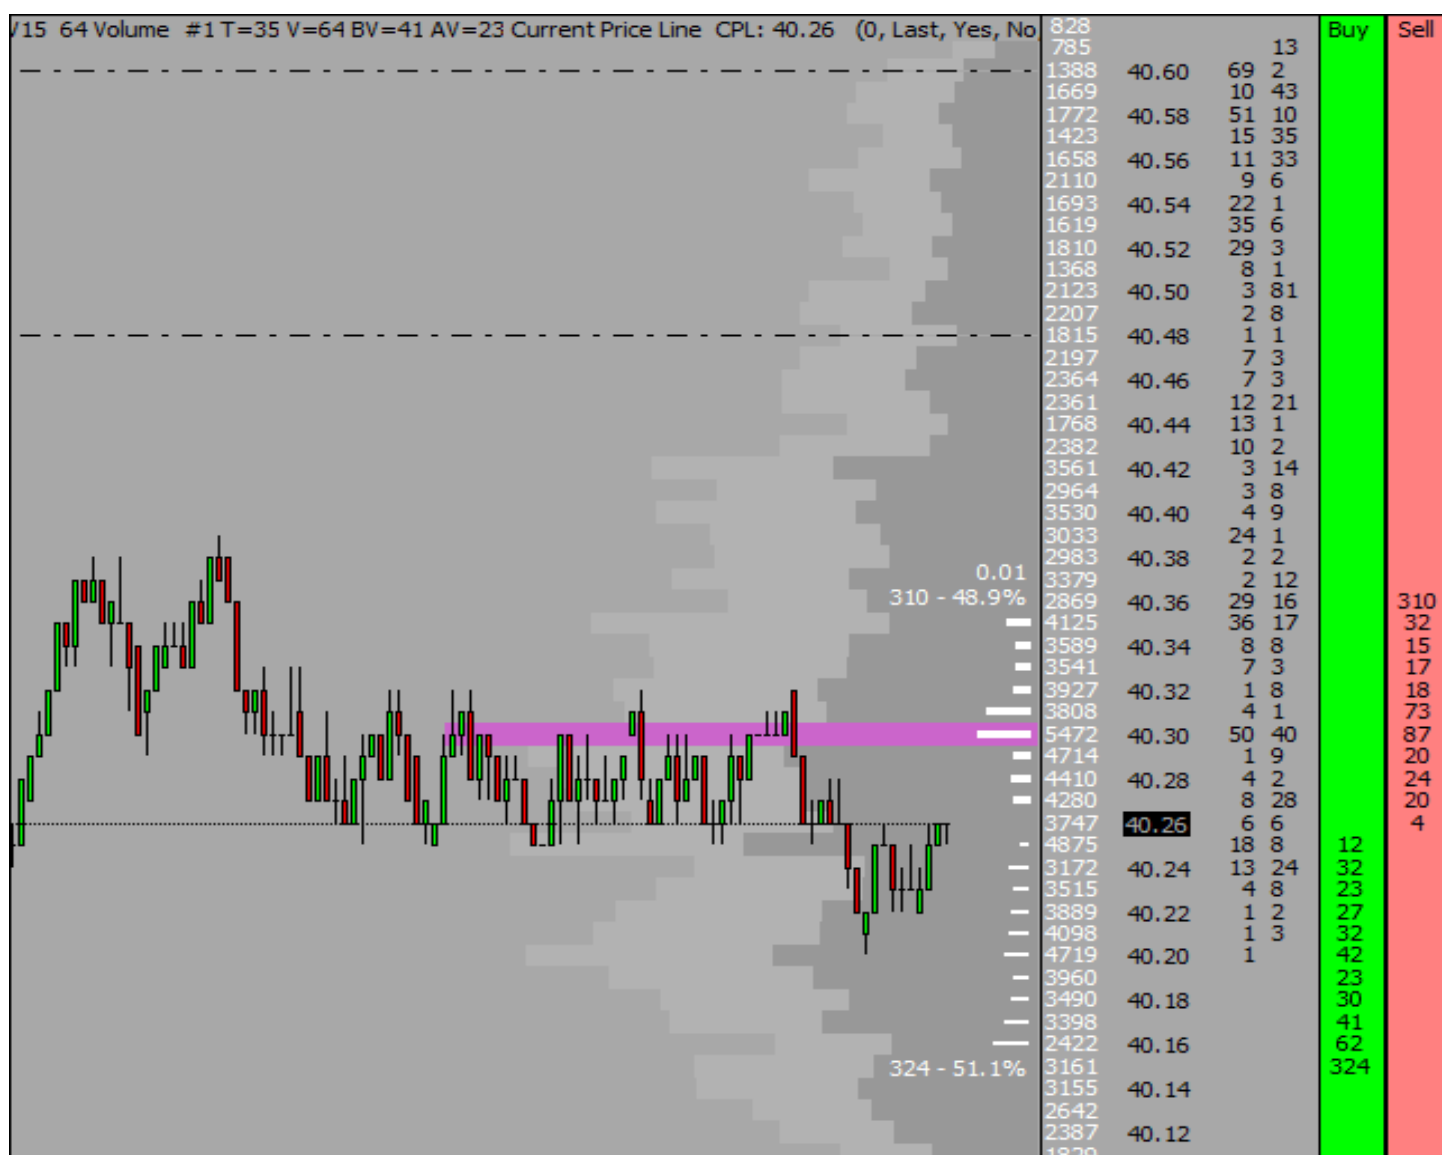 V15 64 Volume #1 T=35 V=64 BV=41 AV=23 Current Price Line CPL: 40.26 (0, Last, Yes, No, 828 Buy Sell
785 13
1388 40.60 69 2
1669 10 43
1772 40.58 51 10
1423 15 35
1658 40.56 11 33
2110 9 6
1693 40.54 22 1
1619 35 6
1810 40.52 29 3
1368 8 1
2123 40.50 3 81
2207 2 8
1815 40.48 1 1
2197 7 3
2364 40.46 7 3
2361 12 21
1768 40.44 13 1
2382 10 2
3561 40.42 3 14
2964 3 8
3530 40.40 4 9
3033 24 1
2983 40.38 2 2
0.01 3379 2 12
310 - 48.9% 2869 40.36 29 16 310
4125 36 17 32
3589 40.34 8 8 15
3541 7 3 17
3927 40.32 1 8 18
3808 4 1 73
5472 40.30 50 40 87
4714 1 9 20
4410 40.28 4 2 24
4280 8 28 20
3747 40.26 6 6 4
4875 18 8 12
3172 40.24 13 24 32
3515 4 8 23
3889 40.22 1 2 27
4098 1 3 32
4719 40.20 1 42
3960 23
3490 40.18 30
3398 41
2422 40.16 62
324 - 51.1% 3161 324
3155 40.14
2642
2387 40.12